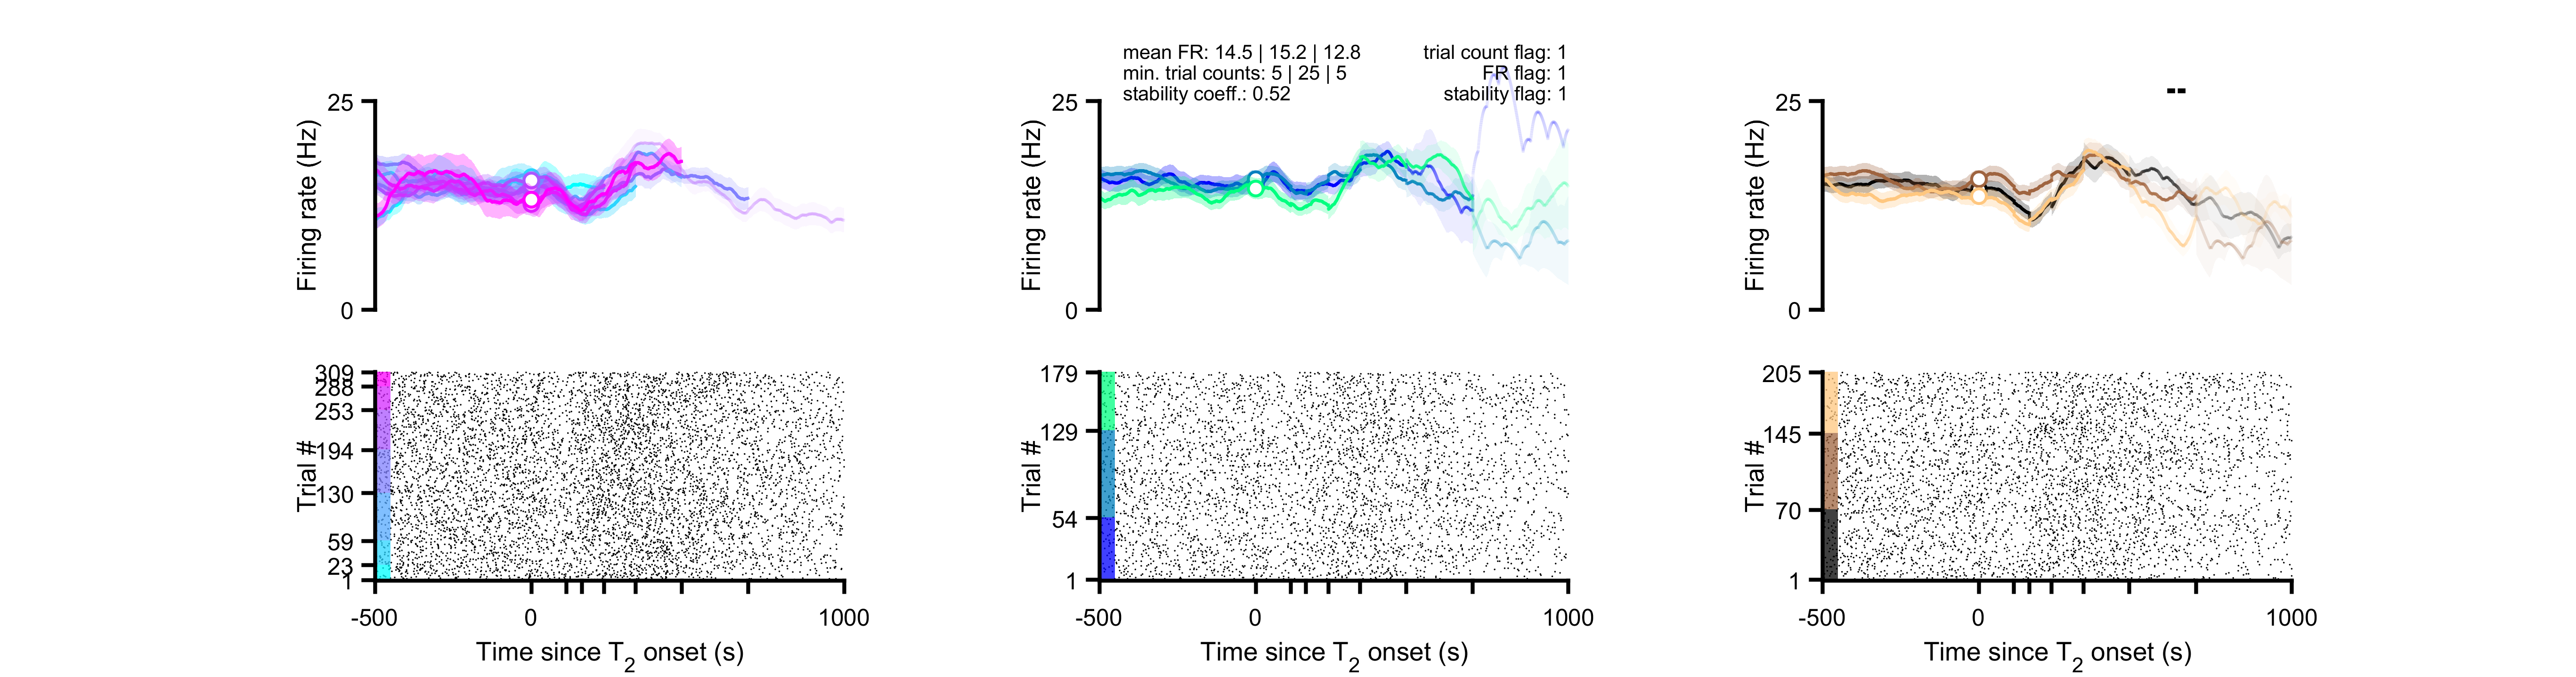 mean FR: 14.5 | 15.2 | 12.8
min. trial counts: 5 | 25 | 5
stability coeff.: 0.52
trial count flag: 1
FR flag: 1
stability flag: 1
25
Firing rate (Hz)
0
25
Firing rate (Hz)
0
--
25
Firing rate (Hz)
0
309
288
253
194
130
59
23
1
Trial #
-500
0
1000
Time since T2 onset (s)
179
129
54
1
Trial #
-500
0
1000
Time since T2 onset (s)
205
145
70
1
Trial #
-500
0
1000
Time since T2 onset (s)